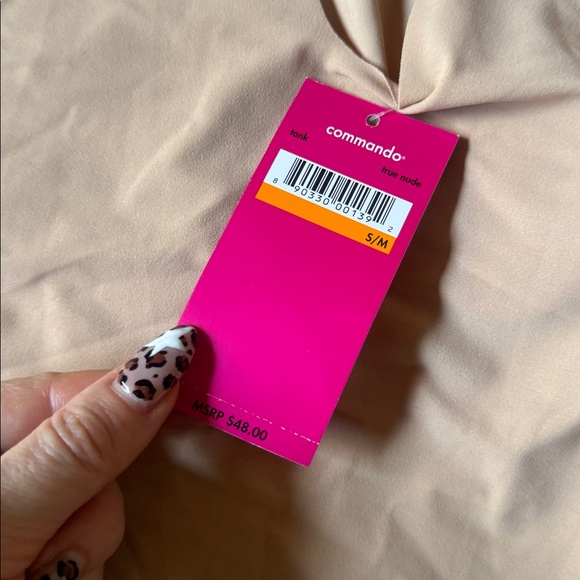 commando®
tank
true nude
8 90330 00139 2
S/M
MSRP $48.00